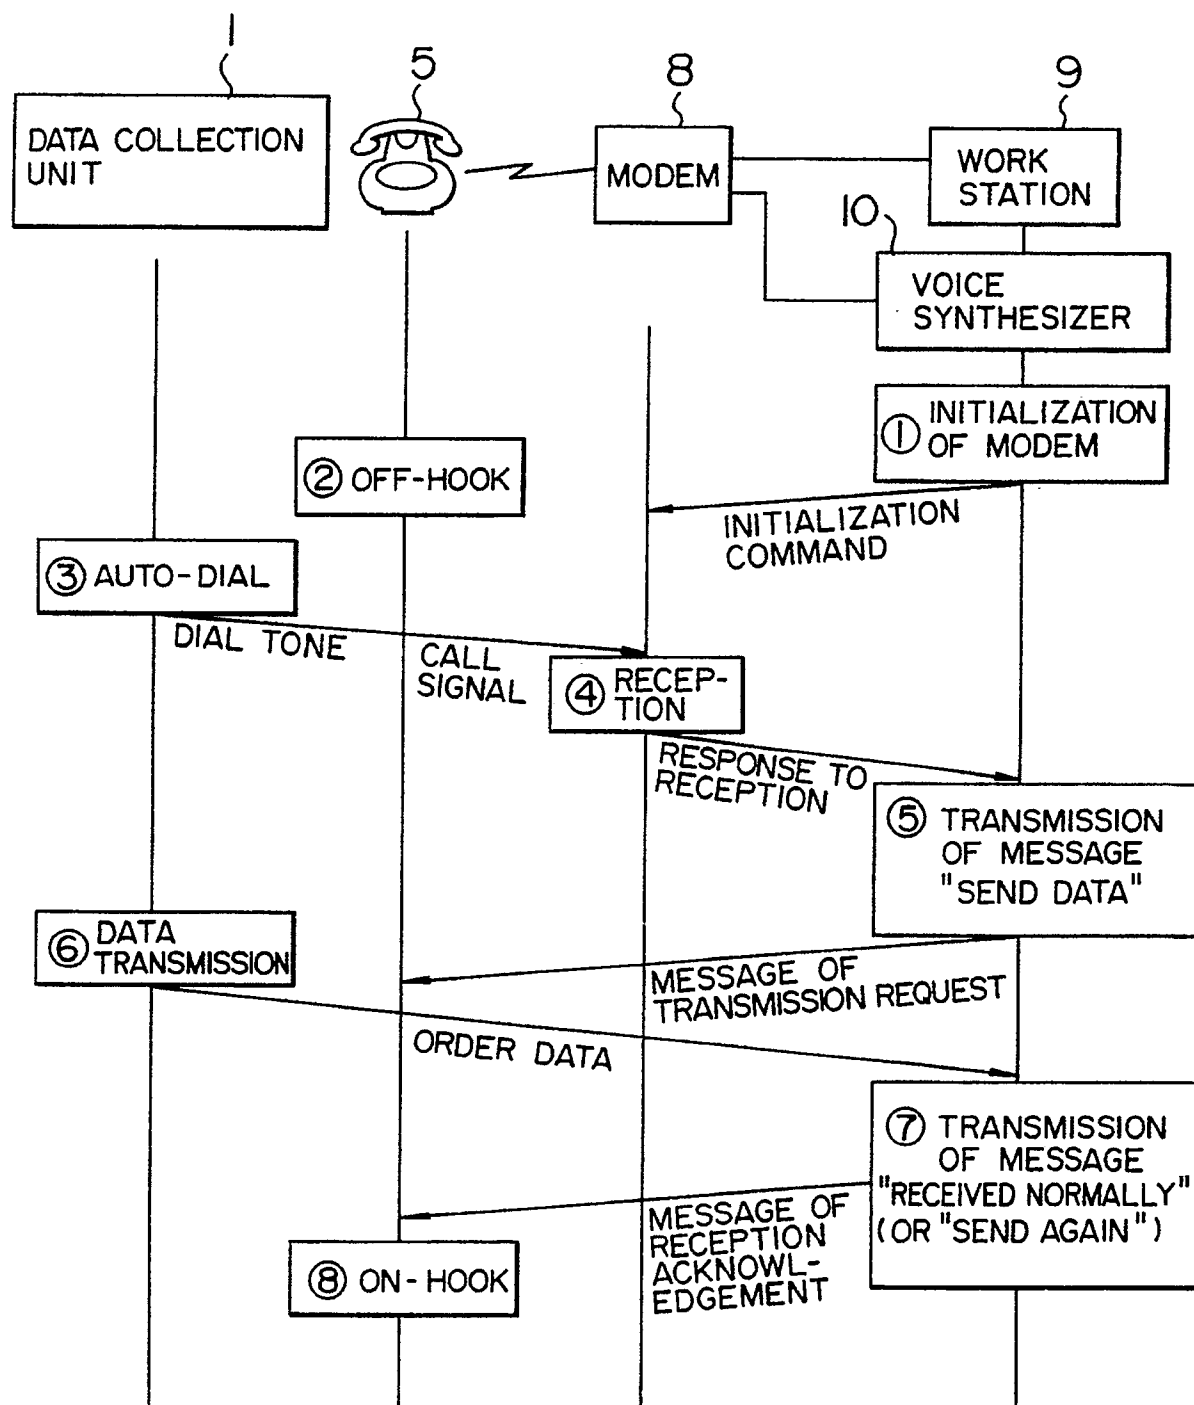 1
5
8
9
DATA COLLECTION
UNIT
MODEM
WORK
STATION
10
VOICE
SYNTHESIZER
① INITIALIZATION
OF MODEM
② OFF-HOOK
INITIALIZATION
COMMAND
③ AUTO-DIAL
DIAL TONE
CALL
SIGNAL
④ RECEP-
TION
RESPONSE TO
RECEPTION
⑤ TRANSMISSION
OF MESSAGE
"SEND DATA"
⑥ DATA
TRANSMISSION
MESSAGE OF
TRANSMISSION REQUEST
ORDER DATA
⑦ TRANSMISSION
OF MESSAGE
"RECEIVED NORMALLY"
(OR "SEND AGAIN")
MESSAGE OF
RECEPTION
ACKNOWL-
EDGEMENT
⑧ ON-HOOK